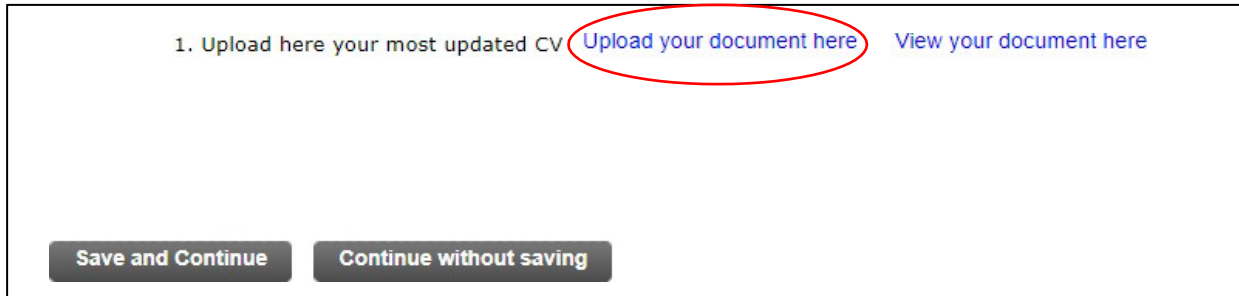 1. Upload here your most updated CV Upload your document here View your document here
Save and Continue Continue without saving